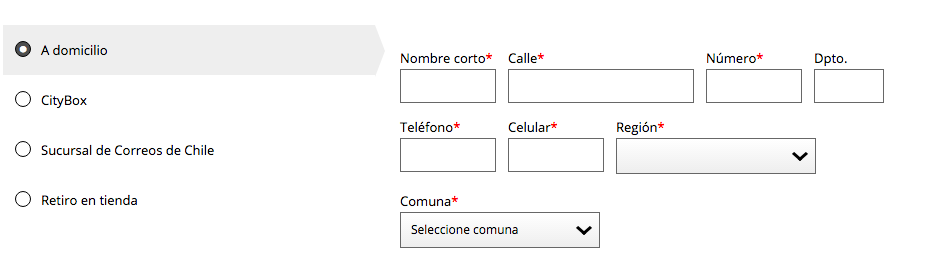 A domicilio
CityBox
Sucursal de Correos de Chile
Retiro en tienda
Nombre corto* Calle* Número* Dpto.
Teléfono* Celular* Región*
Comuna*
Seleccione comuna